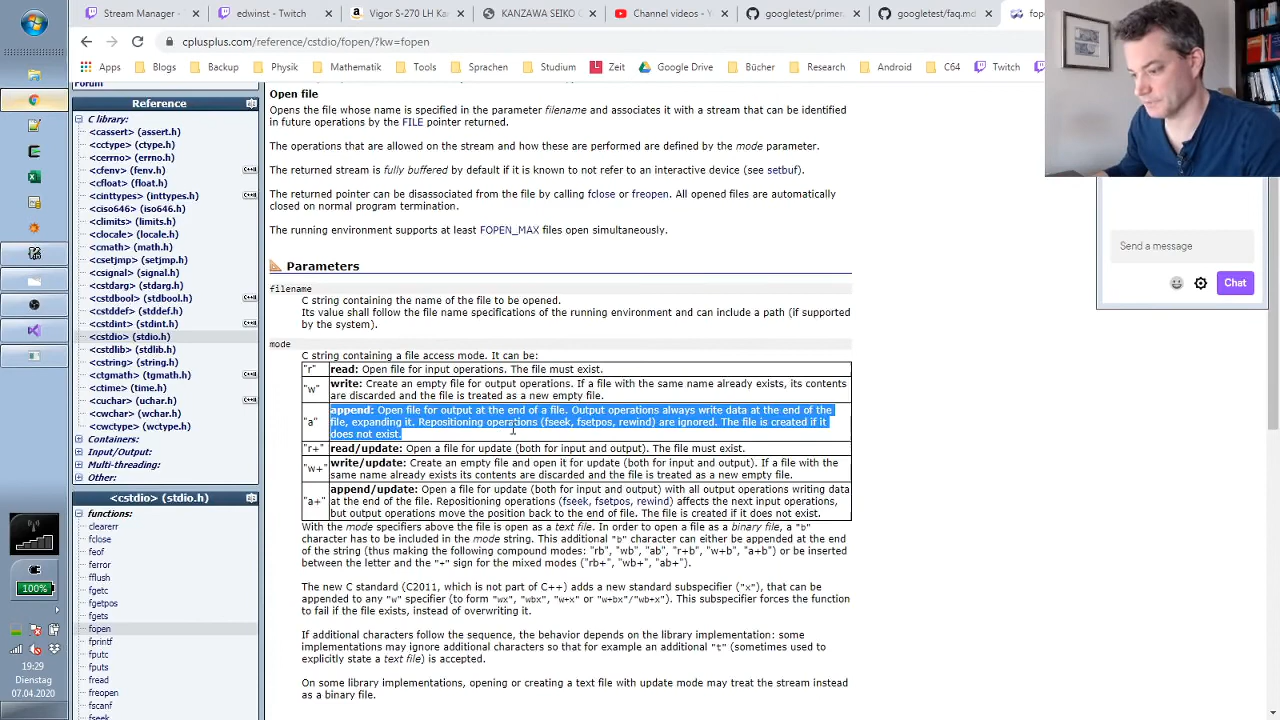 Stream Manager -
edwinst - Twitch
Vigor S-270 LH Ka
KANZAWA SEIKO C
Channel videos - Y
googletest/primer
googletest/faq.md
fop
cplusplus.com/reference/cstdio/fopen/?kw=fopen
Apps
Blogs
Backup
Physik
Mathematik
Tools
Sprachen
Studium
Zeit
Google Drive
Bücher
Research
Android
C64
Twitch
Forum
Reference
C library:
<cassert> (assert.h)
<cctype> (ctype.h)
<cerrno> (errno.h)
<cfenv> (fenv.h)
<cfloat> (float.h)
<cinttypes> (inttypes.h)
<ciso646> (iso646.h)
<climits> (limits.h)
<clocale> (locale.h)
<cmath> (math.h)
<csetjmp> (setjmp.h)
<csignal> (signal.h)
<cstdarg> (stdarg.h)
<cstdbool> (stdbool.h)
<cstddef> (stddef.h)
<cstdint> (stdint.h)
<cstdio> (stdio.h)
<cstdlib> (stdlib.h)
<cstring> (string.h)
<ctgmath> (tgmath.h)
<ctime> (time.h)
<cuchar> (uchar.h)
<cwchar> (wchar.h)
<cwctype> (wctype.h)
Containers:
Input/Output:
Multi-threading:
Other:
<cstdio> (stdio.h)
functions:
clearerr
fclose
feof
ferror
fflush
fgetc
fgetpos
fgets
fopen
fprintf
fputc
fputs
fread
freopen
fscanf
fseek
Open file
Opens the file whose name is specified in the parameter filename and associates it with a stream that can be identified
in future operations by the FILE pointer returned.
The operations that are allowed on the stream and how these are performed are defined by the mode parameter.
The returned stream is fully buffered by default if it is known to not refer to an interactive device (see setbuf).
The returned pointer can be disassociated from the file by calling fclose or freopen. All opened files are automatically
closed on normal program termination.
The running environment supports at least FOPEN_MAX files open simultaneously.
Parameters
filename
C string containing the name of the file to be opened.
Its value shall follow the file name specifications of the running environment and can include a path (if supported
by the system).
mode
C string containing a file access mode. It can be:
"r" read: Open file for input operations. The file must exist.
"w" write: Create an empty file for output operations. If a file with the same name already exists, its contents
are discarded and the file is treated as a new empty file.
"a" append: Open file for output at the end of a file. Output operations always write data at the end of the
file, expanding it. Repositioning operations (fseek, fsetpos, rewind) are ignored. The file is created if it
does not exist.
"r+" read/update: Open a file for update (both for input and output). The file must exist.
"w+" write/update: Create an empty file and open it for update (both for input and output). If a file with the
same name already exists its contents are discarded and the file is treated as a new empty file.
"a+" append/update: Open a file for update (both for input and output) with all output operations writing data
at the end of the file. Repositioning operations (fseek, fsetpos, rewind) affects the next input operations,
but output operations move the position back to the end of file. The file is created if it does not exist.
With the mode specifiers above the file is open as a text file. In order to open a file as a binary file, a "b"
character has to be included in the mode string. This additional "b" character can either be appended at the end
of the string (thus making the following compound modes: "rb", "wb", "ab", "r+b", "w+b", "a+b") or be inserted
between the letter and the "+" sign for the mixed modes ("rb+", "wb+", "ab+").
The new C standard (C2011, which is not part of C++) adds a new standard subspecifier ("x"), that can be
appended to any "w" specifier (to form "wx", "wbx", "w+x" or "w+bx"/"wb+x"). This subspecifier forces the function
to fail if the file exists, instead of overwriting it.
If additional characters follow the sequence, the behavior depends on the library implementation: some
implementations may ignore additional characters so that for example an additional "t" (sometimes used to
explicitly state a text file) is accepted.
On some library implementations, opening or creating a text file with update mode may treat the stream instead
as a binary file.
Send a message
Chat
100%
19:29
Dienstag
07.04.2020